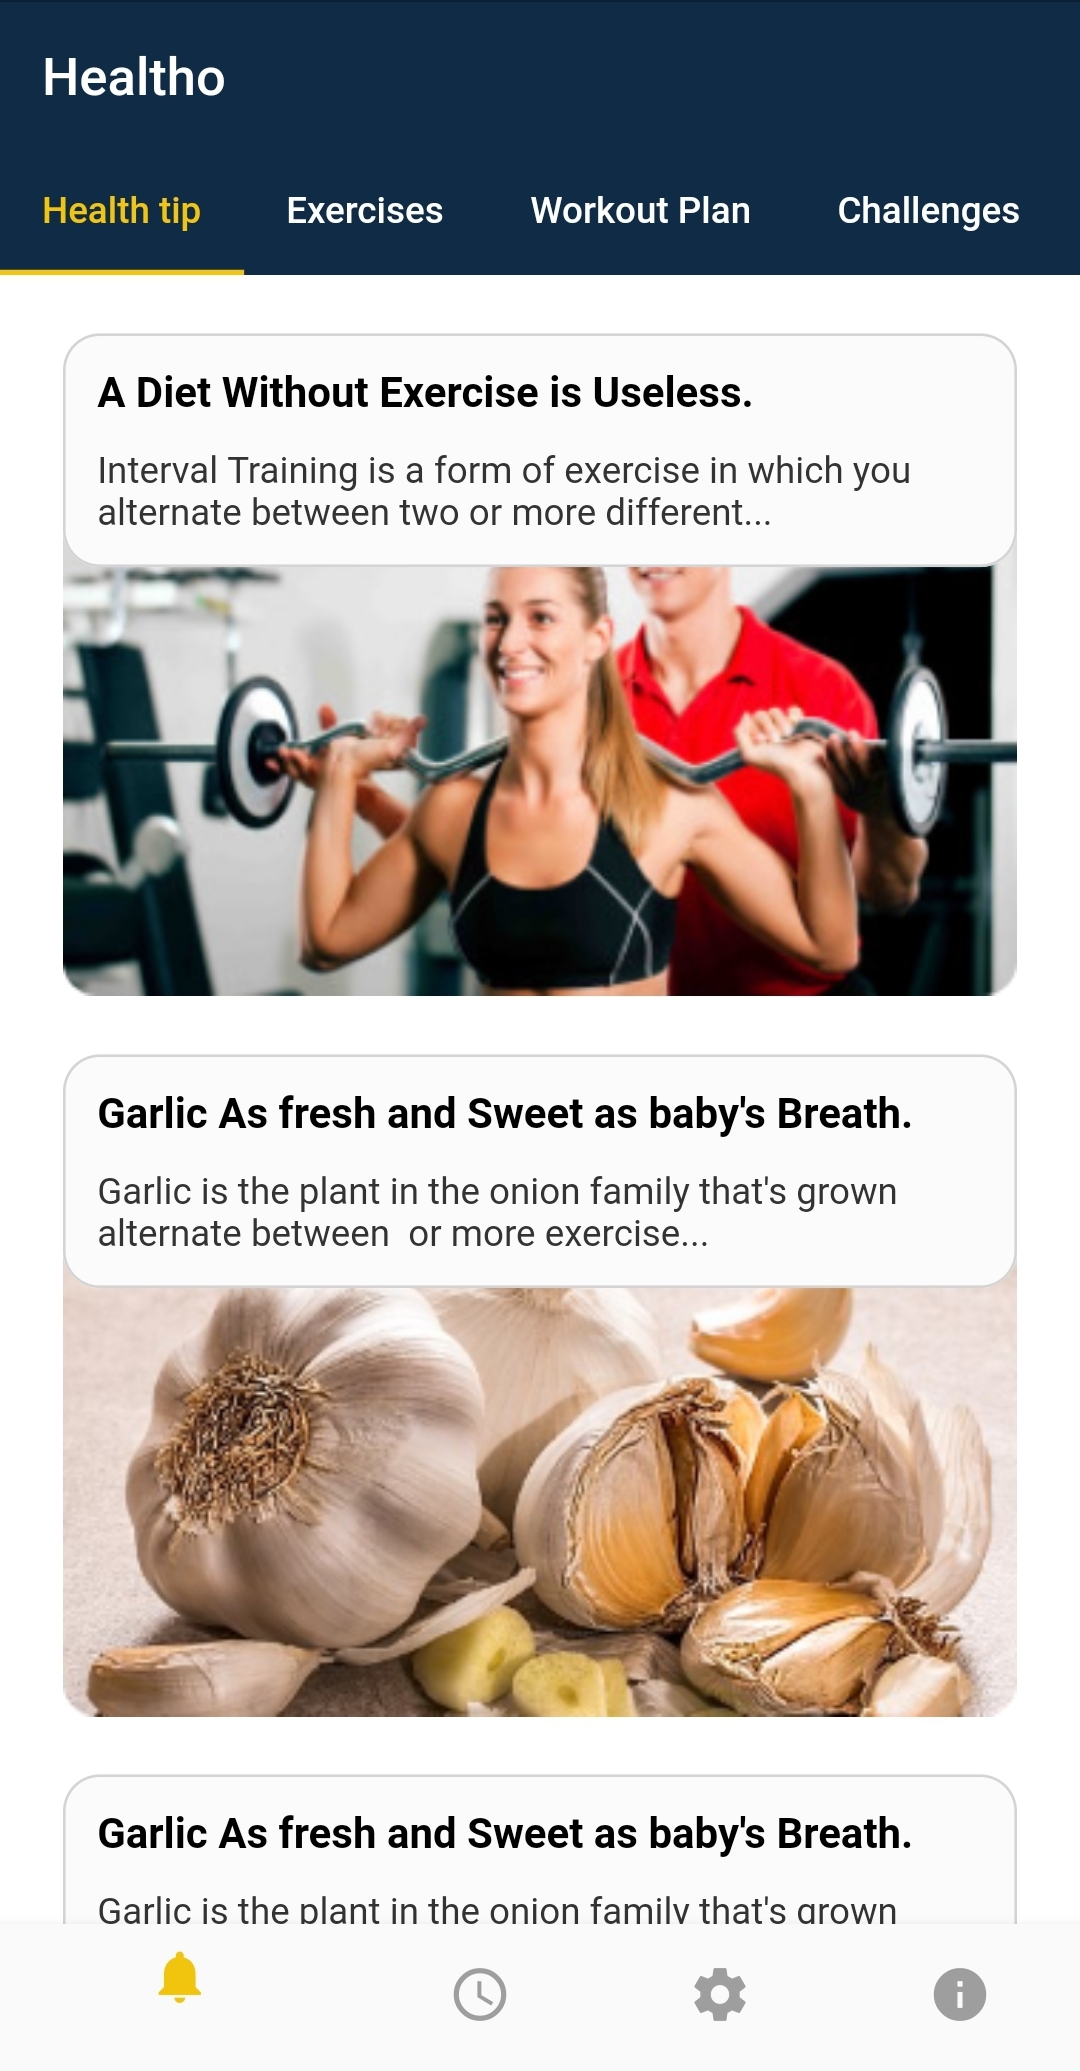 Healtho
Health tip
Exercises
Workout Plan
Challenges
A Diet Without Exercise is Useless.
Interval Training is a form of exercise in which you
alternate between two or more different...
Garlic As fresh and Sweet as baby's Breath.
Garlic is the plant in the onion family that's grown
alternate between  or more exercise...
Garlic As fresh and Sweet as baby's Breath.
Garlic is the plant in the onion family that's grown